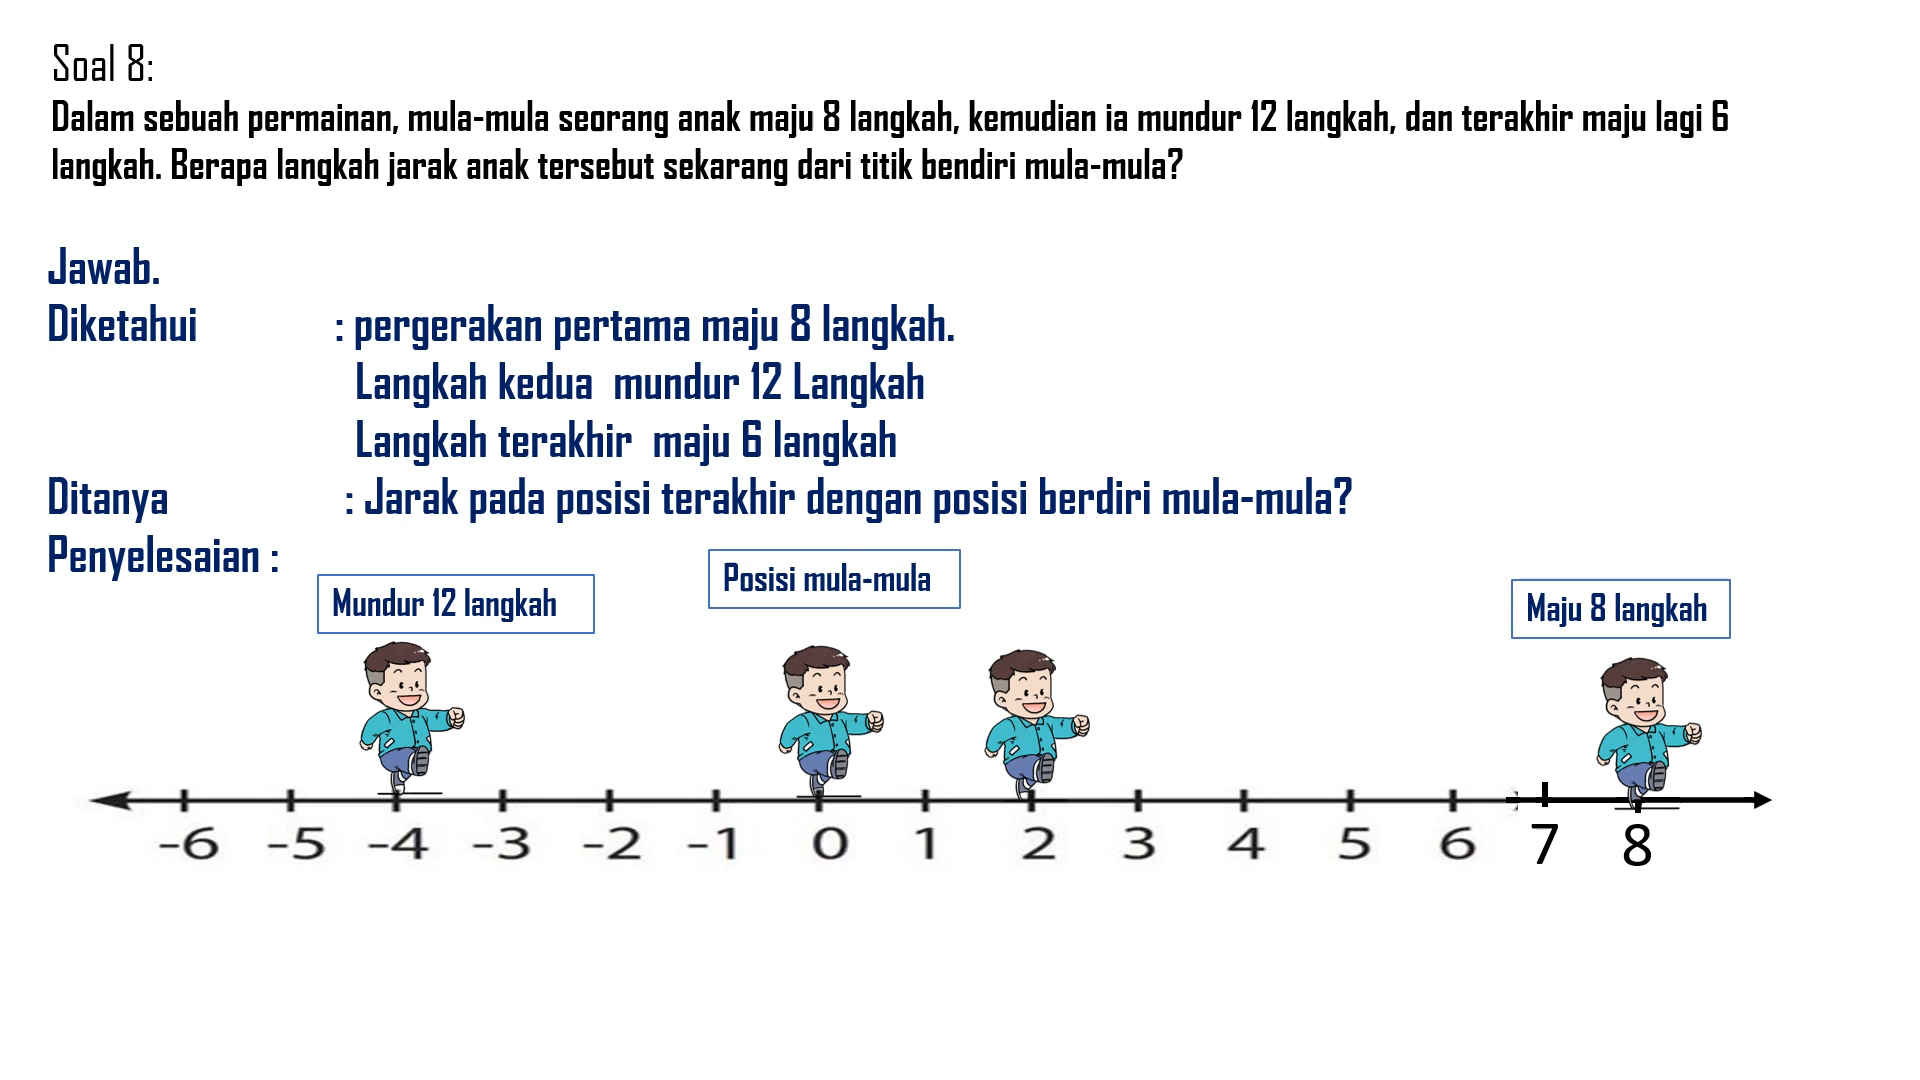 Soal 8:
Dalam sebuah permainan, mula-mula seorang anak maju 8 langkah, kemudian ia mundur 12 langkah, dan terakhir maju lagi 6
langkah. Berapa langkah jarak anak tersebut sekarang dari titik bendiri mula-mula?
Jawab.
Diketahui : pergerakan pertama maju 8 langkah.
Langkah kedua mundur 12 Langkah
Langkah terakhir maju 6 langkah
Ditanya : Jarak pada posisi terakhir dengan posisi berdiri mula-mula?
Penyelesaian :
Mundur 12 langkah
Posisi mula-mula
Maju 8 langkah
-6 -5 -4 -3 -2 -1 0 1 2 3 4 5 6 7 8